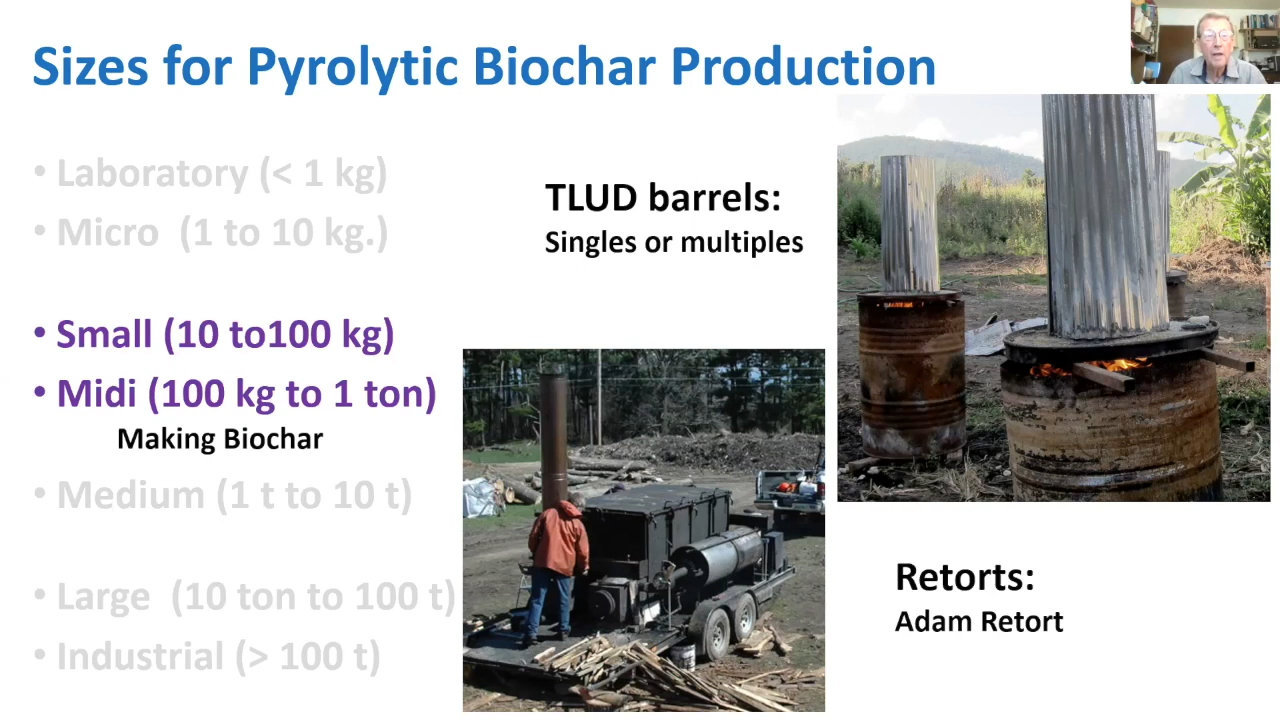 Sizes for Pyrolytic Biochar Production
• Laboratory (< 1 kg)
• Micro (1 to 10 kg.)
• Small (10 to100 kg)
• Midi (100 kg to 1 ton)
Making Biochar
• Medium (1 t to 10 t)
• Large (10 ton to 100 t)
• Industrial (> 100 t)
TLUD barrels:
Singles or multiples
Retorts:
Adam Retort